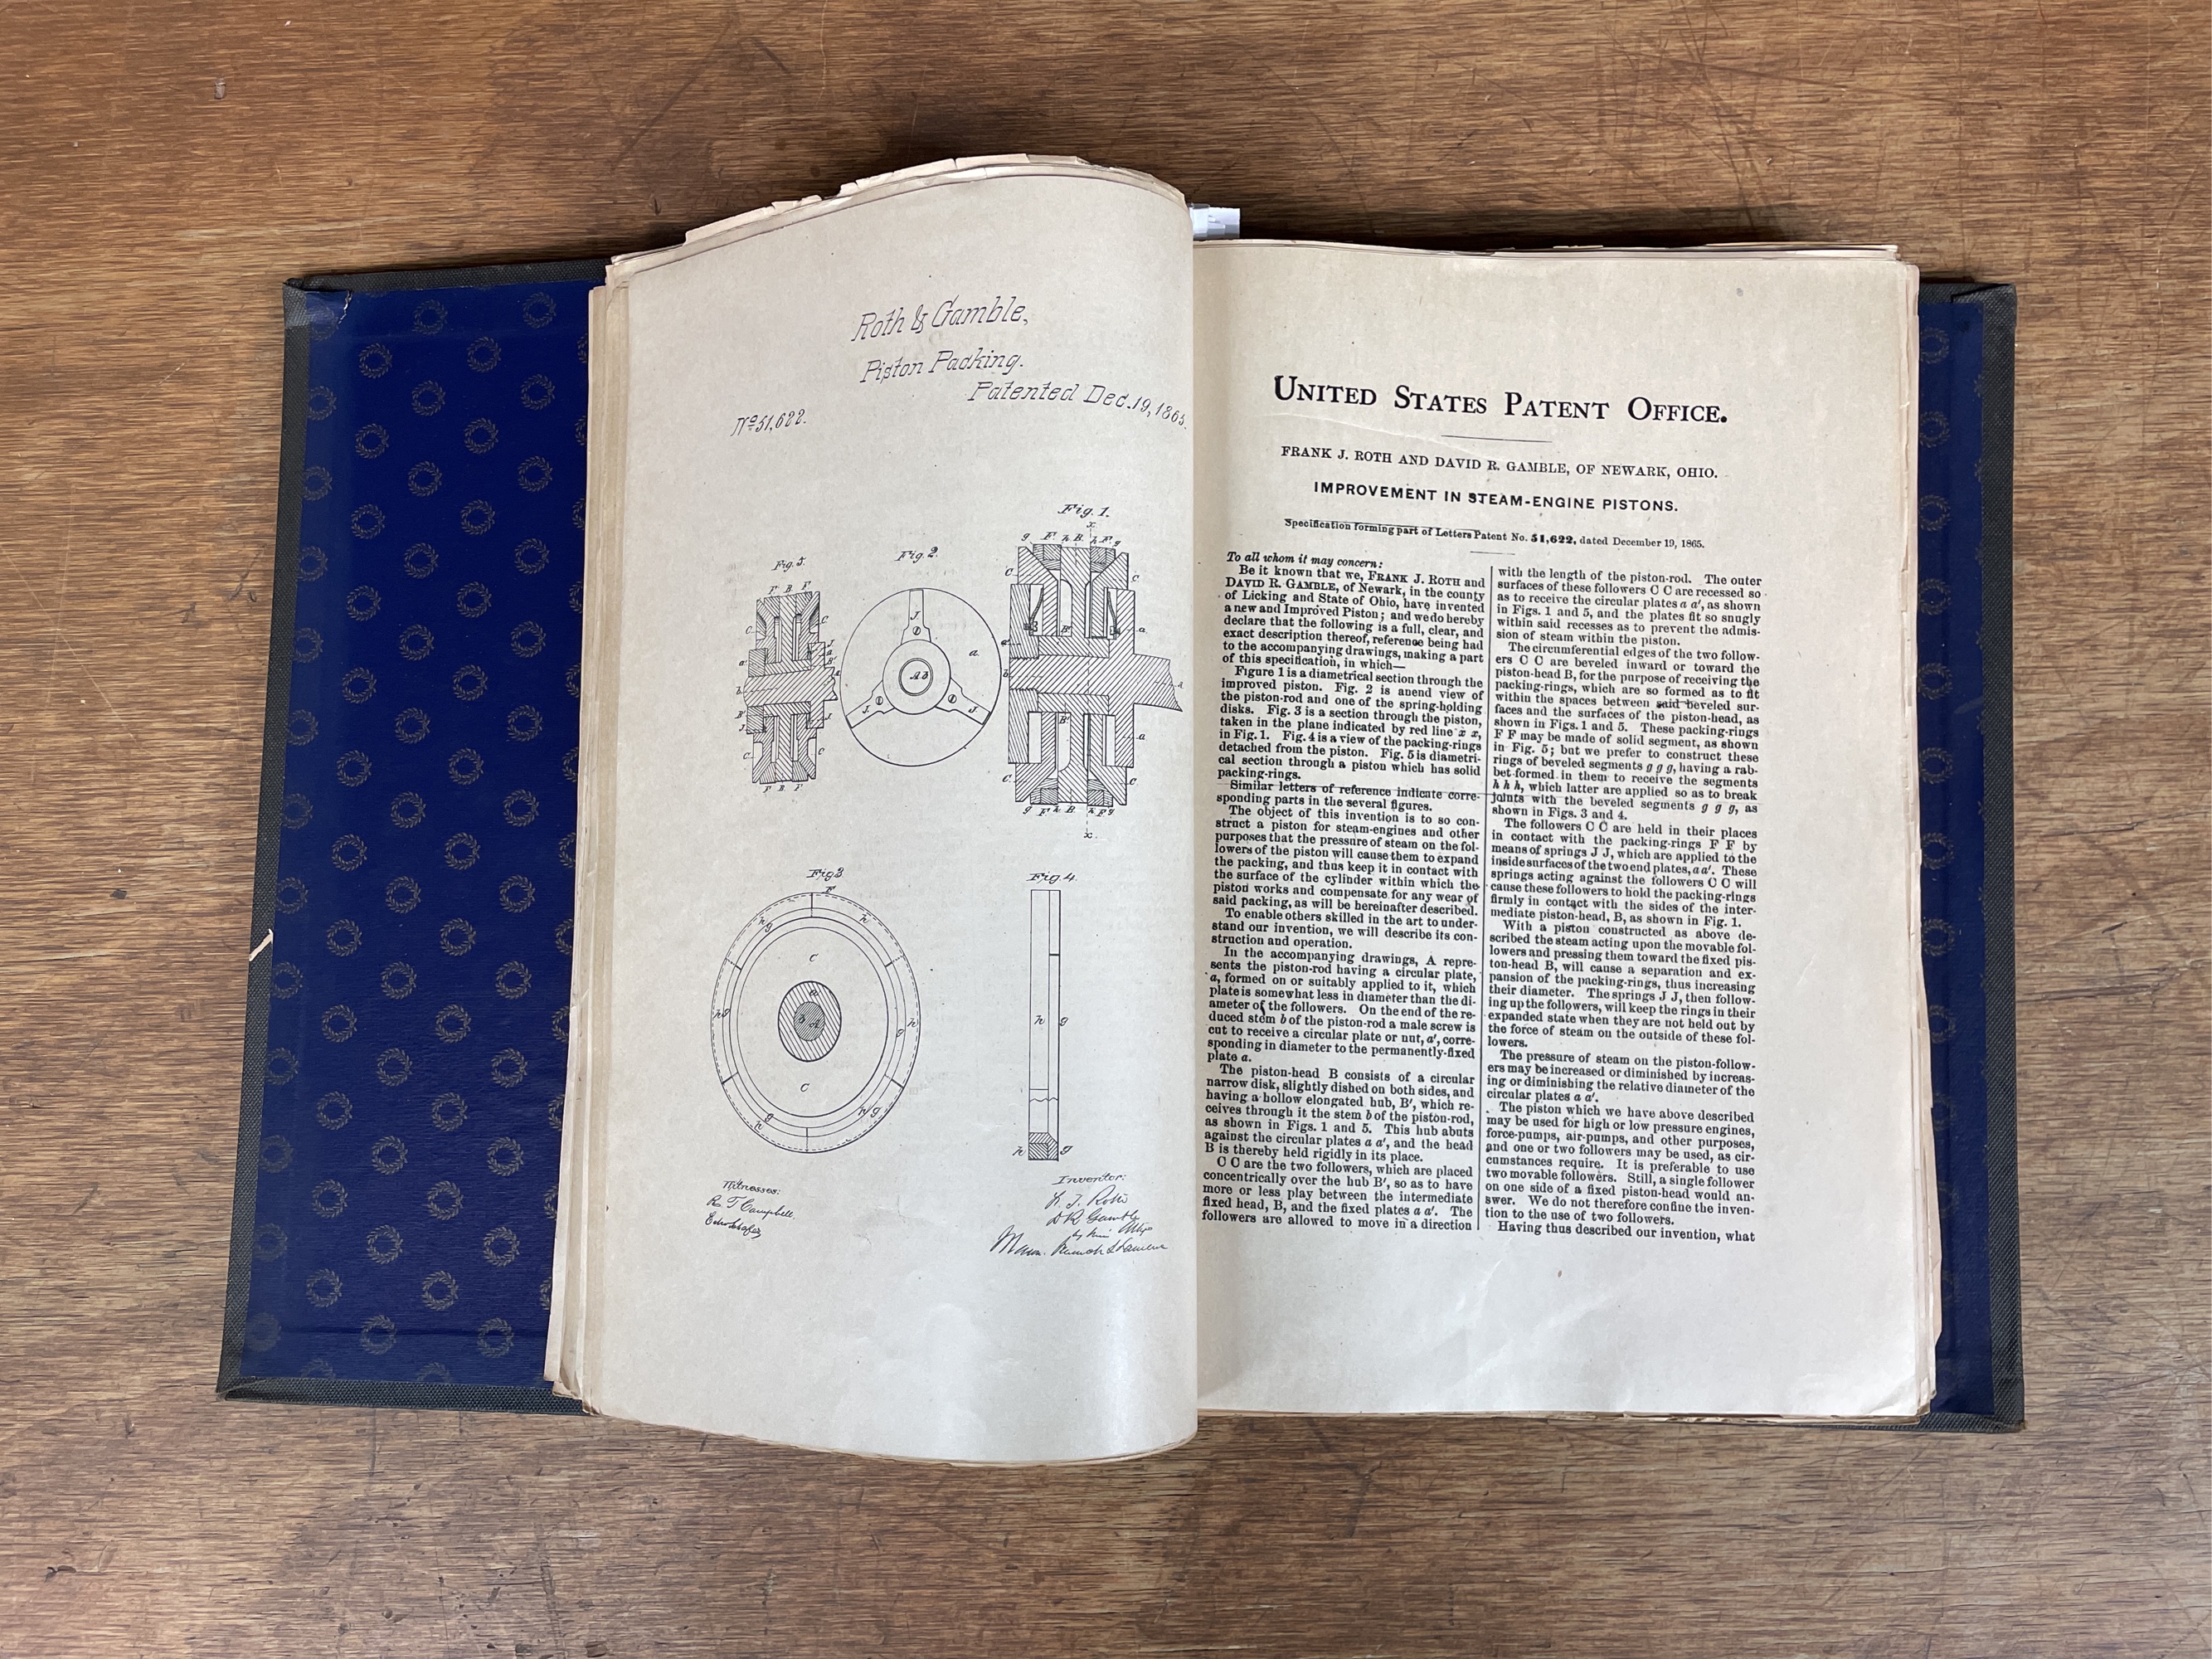 Roth & Gamble,
Piston Packing.
Patented Dec. 19, 1865.
No 51,622.
Fig. 1.
x
g F h B h F g
C C
a a
b A
B'
a
C C
g F h B h F g
x.
Fig. 2.
J.
a.
A b
J. J.
Fig. 5.
F B F
C C
J
a' a
B'
b A
B' J
J
C C
F B F
Fig 3
F
h h
g
C
a
h g b A g h
C
g h g
h
Fig. 4.
h g
h g
Witnesses:
R. T. Campbell.
Inventor:
F. J. Roth
D R Gamble
by their Attys
UNITED STATES PATENT OFFICE.
FRANK J. ROTH AND DAVID R. GAMBLE, OF NEWARK, OHIO.
IMPROVEMENT IN STEAM-ENGINE PISTONS.
Specification forming part of Letters Patent No. 51,622, dated December 19, 1865.
To all whom it may concern:
Be it known that we, FRANK J. ROTH and
DAVID R. GAMBLE, of Newark, in the county
of Licking and State of Ohio, have invented
a new and Improved Piston; and we do hereby
declare that the following is a full, clear, and
exact description thereof, reference being had
to the accompanying drawings, making a part
of this specification, in which—
Figure 1 is a diametrical section through the
improved piston. Fig. 2 is an end view of
the piston-rod and one of the spring-holding
disks. Fig. 3 is a section through the piston,
taken in the plane indicated by red line x x,
in Fig. 1. Fig. 4 is a view of the packing-rings
detached from the piston. Fig. 5 is diametri-
cal section through a piston which has solid
packing-rings.
Similar letters of reference indicate corre-
sponding parts in the several figures.
The object of this invention is to so con-
struct a piston for steam-engines and other
purposes that the pressure of steam on the fol-
lowers of the piston will cause them to expand
the packing, and thus keep it in contact with
the surface of the cylinder within which the
piston works and compensate for any wear of
said packing, as will be hereinafter described.
To enable others skilled in the art to under-
stand our invention, we will describe its con-
struction and operation.
In the accompanying drawings, A repre-
sents the piston-rod having a circular plate,
a, formed on or suitably applied to it, which
plate is somewhat less in diameter than the di-
ameter of the followers. On the end of the re-
duced stem b of the piston-rod a male screw is
cut to receive a circular plate or nut, a', corre-
sponding in diameter to the permanently-fixed
plate a.
The piston-head B consists of a circular
narrow disk, slightly dished on both sides, and
having a hollow elongated hub, B', which re-
ceives through it the stem b of the piston-rod,
as shown in Figs. 1 and 5. This hub abuts
against the circular plates a a', and the head
B is thereby held rigidly in its place.
C C are the two followers, which are placed
concentrically over the hub B', so as to have
more or less play between the intermediate
fixed head, B, and the fixed plates a a'. The
followers are allowed to move in a direction
with the length of the piston-rod. The outer
surfaces of these followers C C are recessed so
as to receive the circular plates a a', as shown
in Figs. 1 and 5, and the plates fit so snugly
within said recesses as to prevent the admis-
sion of steam within the piston.
The circumferential edges of the two follow-
ers C C are beveled inward or toward the
piston-head B, for the purpose of receiving the
packing-rings, which are so formed as to fit
within the spaces between said beveled sur-
faces and the surfaces of the piston-head, as
shown in Figs. 1 and 5. These packing-rings
F F may be made of solid segment, as shown
in Fig. 5; but we prefer to construct these
rings of beveled segments g g g, having a rab-
bet formed in them to receive the segments
h h h, which latter are applied so as to break
joints with the beveled segments g g g, as
shown in Figs. 3 and 4.
The followers C C are held in their places
in contact with the packing-rings F F by
means of springs J J, which are applied to the
inside surfaces of the two end plates, a a'. These
springs acting against the followers C C will
cause these followers to hold the packing-rings
firmly in contact with the sides of the inter-
mediate piston-head, B, as shown in Fig. 1.
With a piston constructed as above de-
scribed the steam acting upon the movable fol-
lowers and pressing them toward the fixed pis-
ton-head B, will cause a separation and ex-
pansion of the packing-rings, thus increasing
their diameter. The springs J J, then follow-
ing up the followers, will keep the rings in their
expanded state when they are not held out by
the force of steam on the outside of these fol-
lowers.
The pressure of steam on the piston-follow-
ers may be increased or diminished by increas-
ing or diminishing the relative diameter of the
circular plates a a'.
The piston which we have above described
may be used for high or low pressure engines,
force-pumps, air-pumps, and other purposes,
and one or two followers may be used, as cir-
cumstances require. It is preferable to use
two movable followers. Still, a single follower
on one side of a fixed piston-head would an-
swer. We do not therefore confine the inven-
tion to the use of two followers.
Having thus described our invention, what